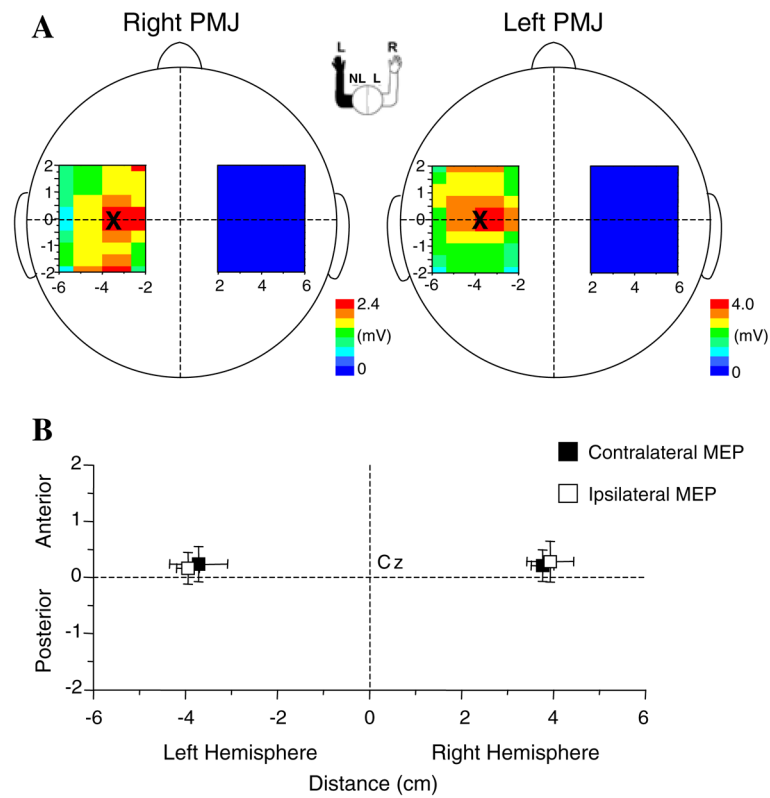 A
Right PMJ
Left PMJ
L R
NL L
2
1
0
-1
-2
-6 -4 -2
2 4 6
2
1
0
-1
-2
-6 -4 -2
2 4 6
2.4
(mV)
0
4.0
(mV)
0
B
Contralateral MEP
Ipsilateral MEP
Anterior
Posterior
2
1
0
-1
-2
Cz
-6 -4 -2 0 2 4 6
Left Hemisphere Right Hemisphere
Distance (cm)
X
X